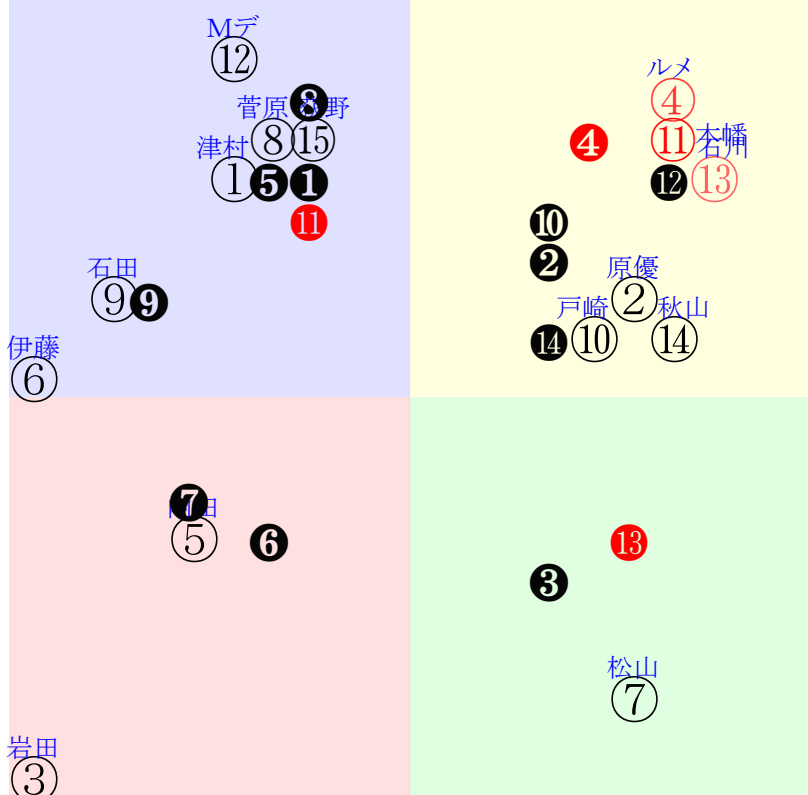 Mデ
⑫
ルメ
④
❽
菅原
野
⑧
⑮
❹
⑪
本幡
石川
津村
①
❺
❶
⓬
⑬
⓫
❿
❷
石田
⑨
❾
原優
②
戸崎
秋山
⓮
⑩
⑭
伊藤
⑥
❼
田
⑤
❻
⓭
❸
松山
⑦
岩田
③